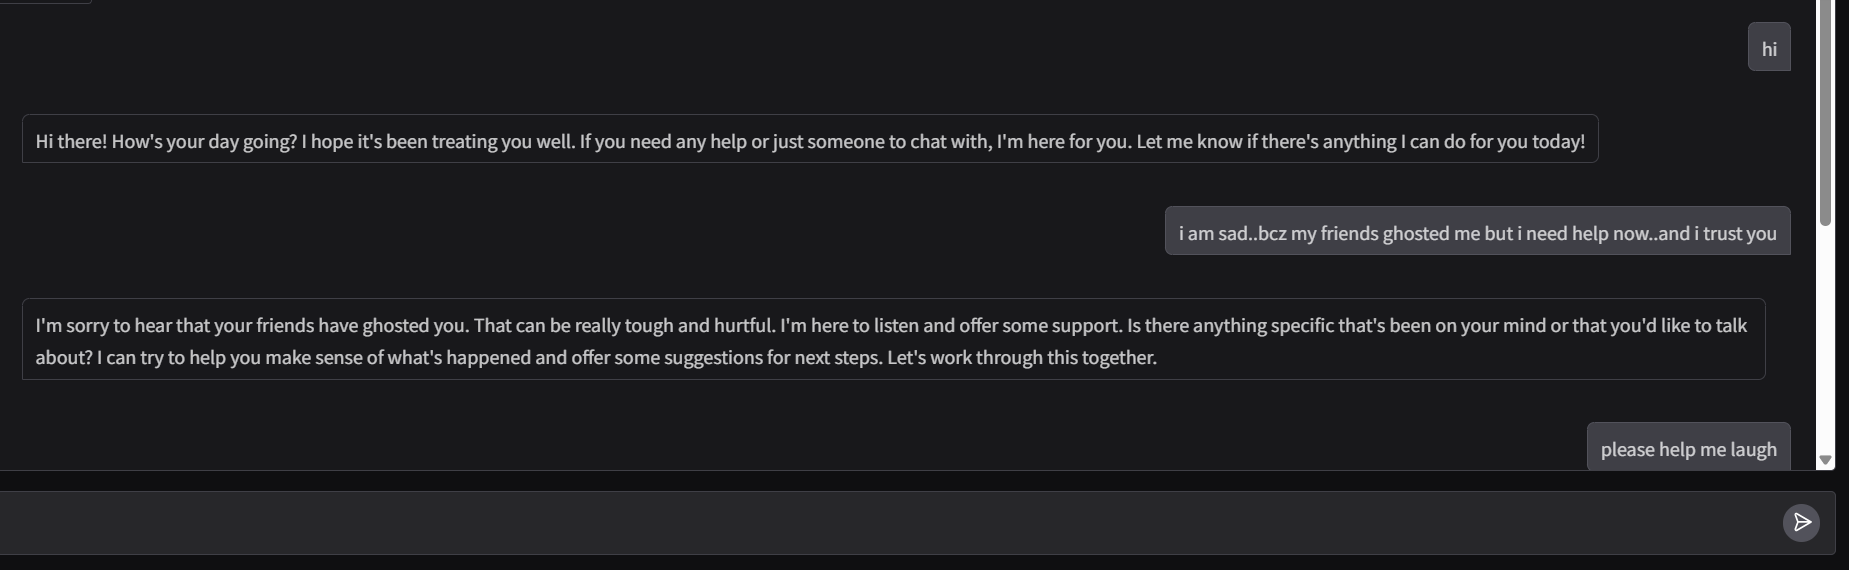 hi
Hi there! How's your day going? I hope it's been treating you well. If you need any help or just someone to chat with, I'm here for you. Let me know if there's anything I can do for you today!
i am sad..bcz my friends ghosted me but i need help now..and i trust you
I'm sorry to hear that your friends have ghosted you. That can be really tough and hurtful. I'm here to listen and offer some support. Is there anything specific that's been on your mind or that you'd like to talk
about? I can try to help you make sense of what's happened and offer some suggestions for next steps. Let's work through this together.
please help me laugh